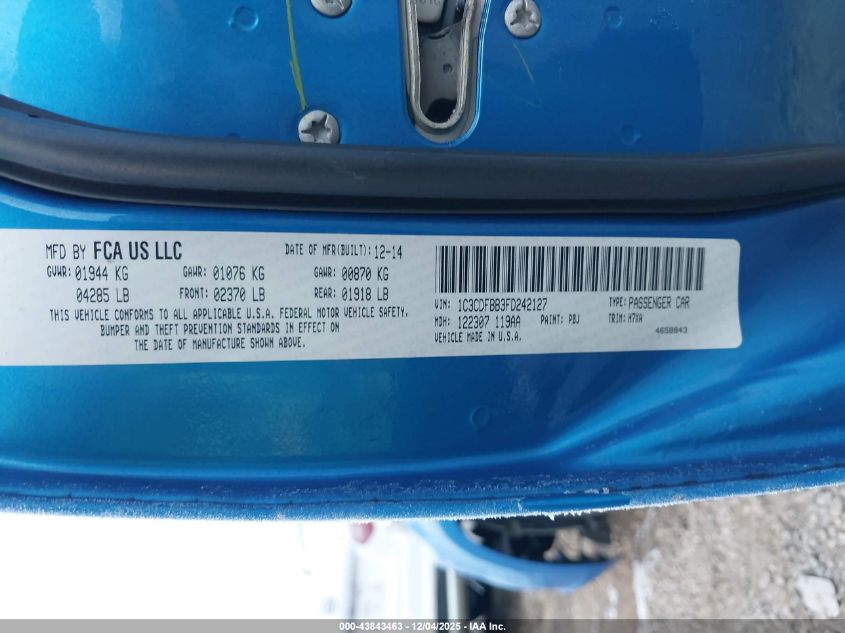 MFD BY FCA US LLC
DATE OF MFR(BUILT): 12-14
GVWR: 01944 KG GAWR: 01076 KG GAWR: 00870 KG
04285 LB FRONT: 02370 LB REAR: 01918 LB
THIS VEHICLE CONFORMS TO ALL APPLICABLE U.S.A. FEDERAL MOTOR VEHICLE SAFETY,
BUMPER AND THEFT PREVENTION STANDARDS IN EFFECT ON
THE DATE OF MANUFACTURE SHOWN ABOVE.
VIN: 1C3CDFBB3FD242127 TYPE: PASSENGER CAR
MDH: 122307 119AA PAINT: PBJ TRIM: H7XA
VEHICLE MADE IN U.S.A. 4658843
000-43843463 - 12/04/2025 - IAA Inc.